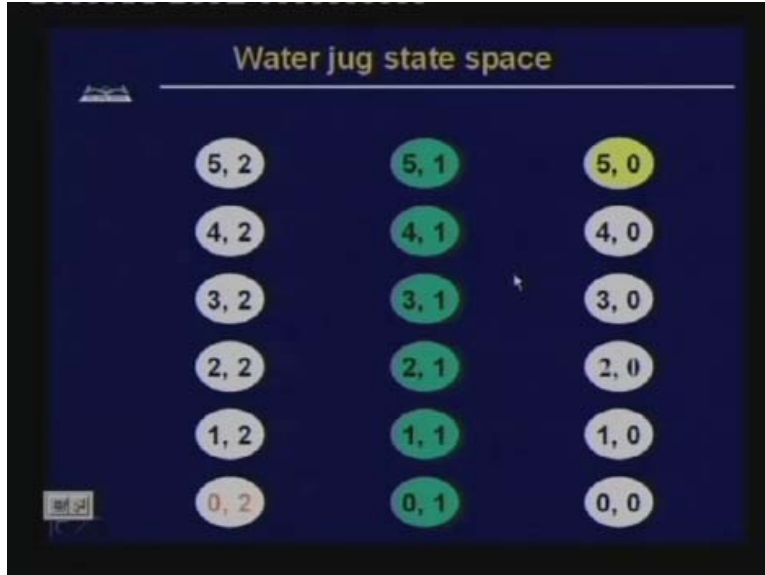 Water jug state space
5, 2 5, 1 5, 0
4, 2 4, 1 4, 0
3, 2 3, 1 3, 0
2, 2 2, 1 2, 0
1, 2 1, 1 1, 0
0, 2 0, 1 0, 0